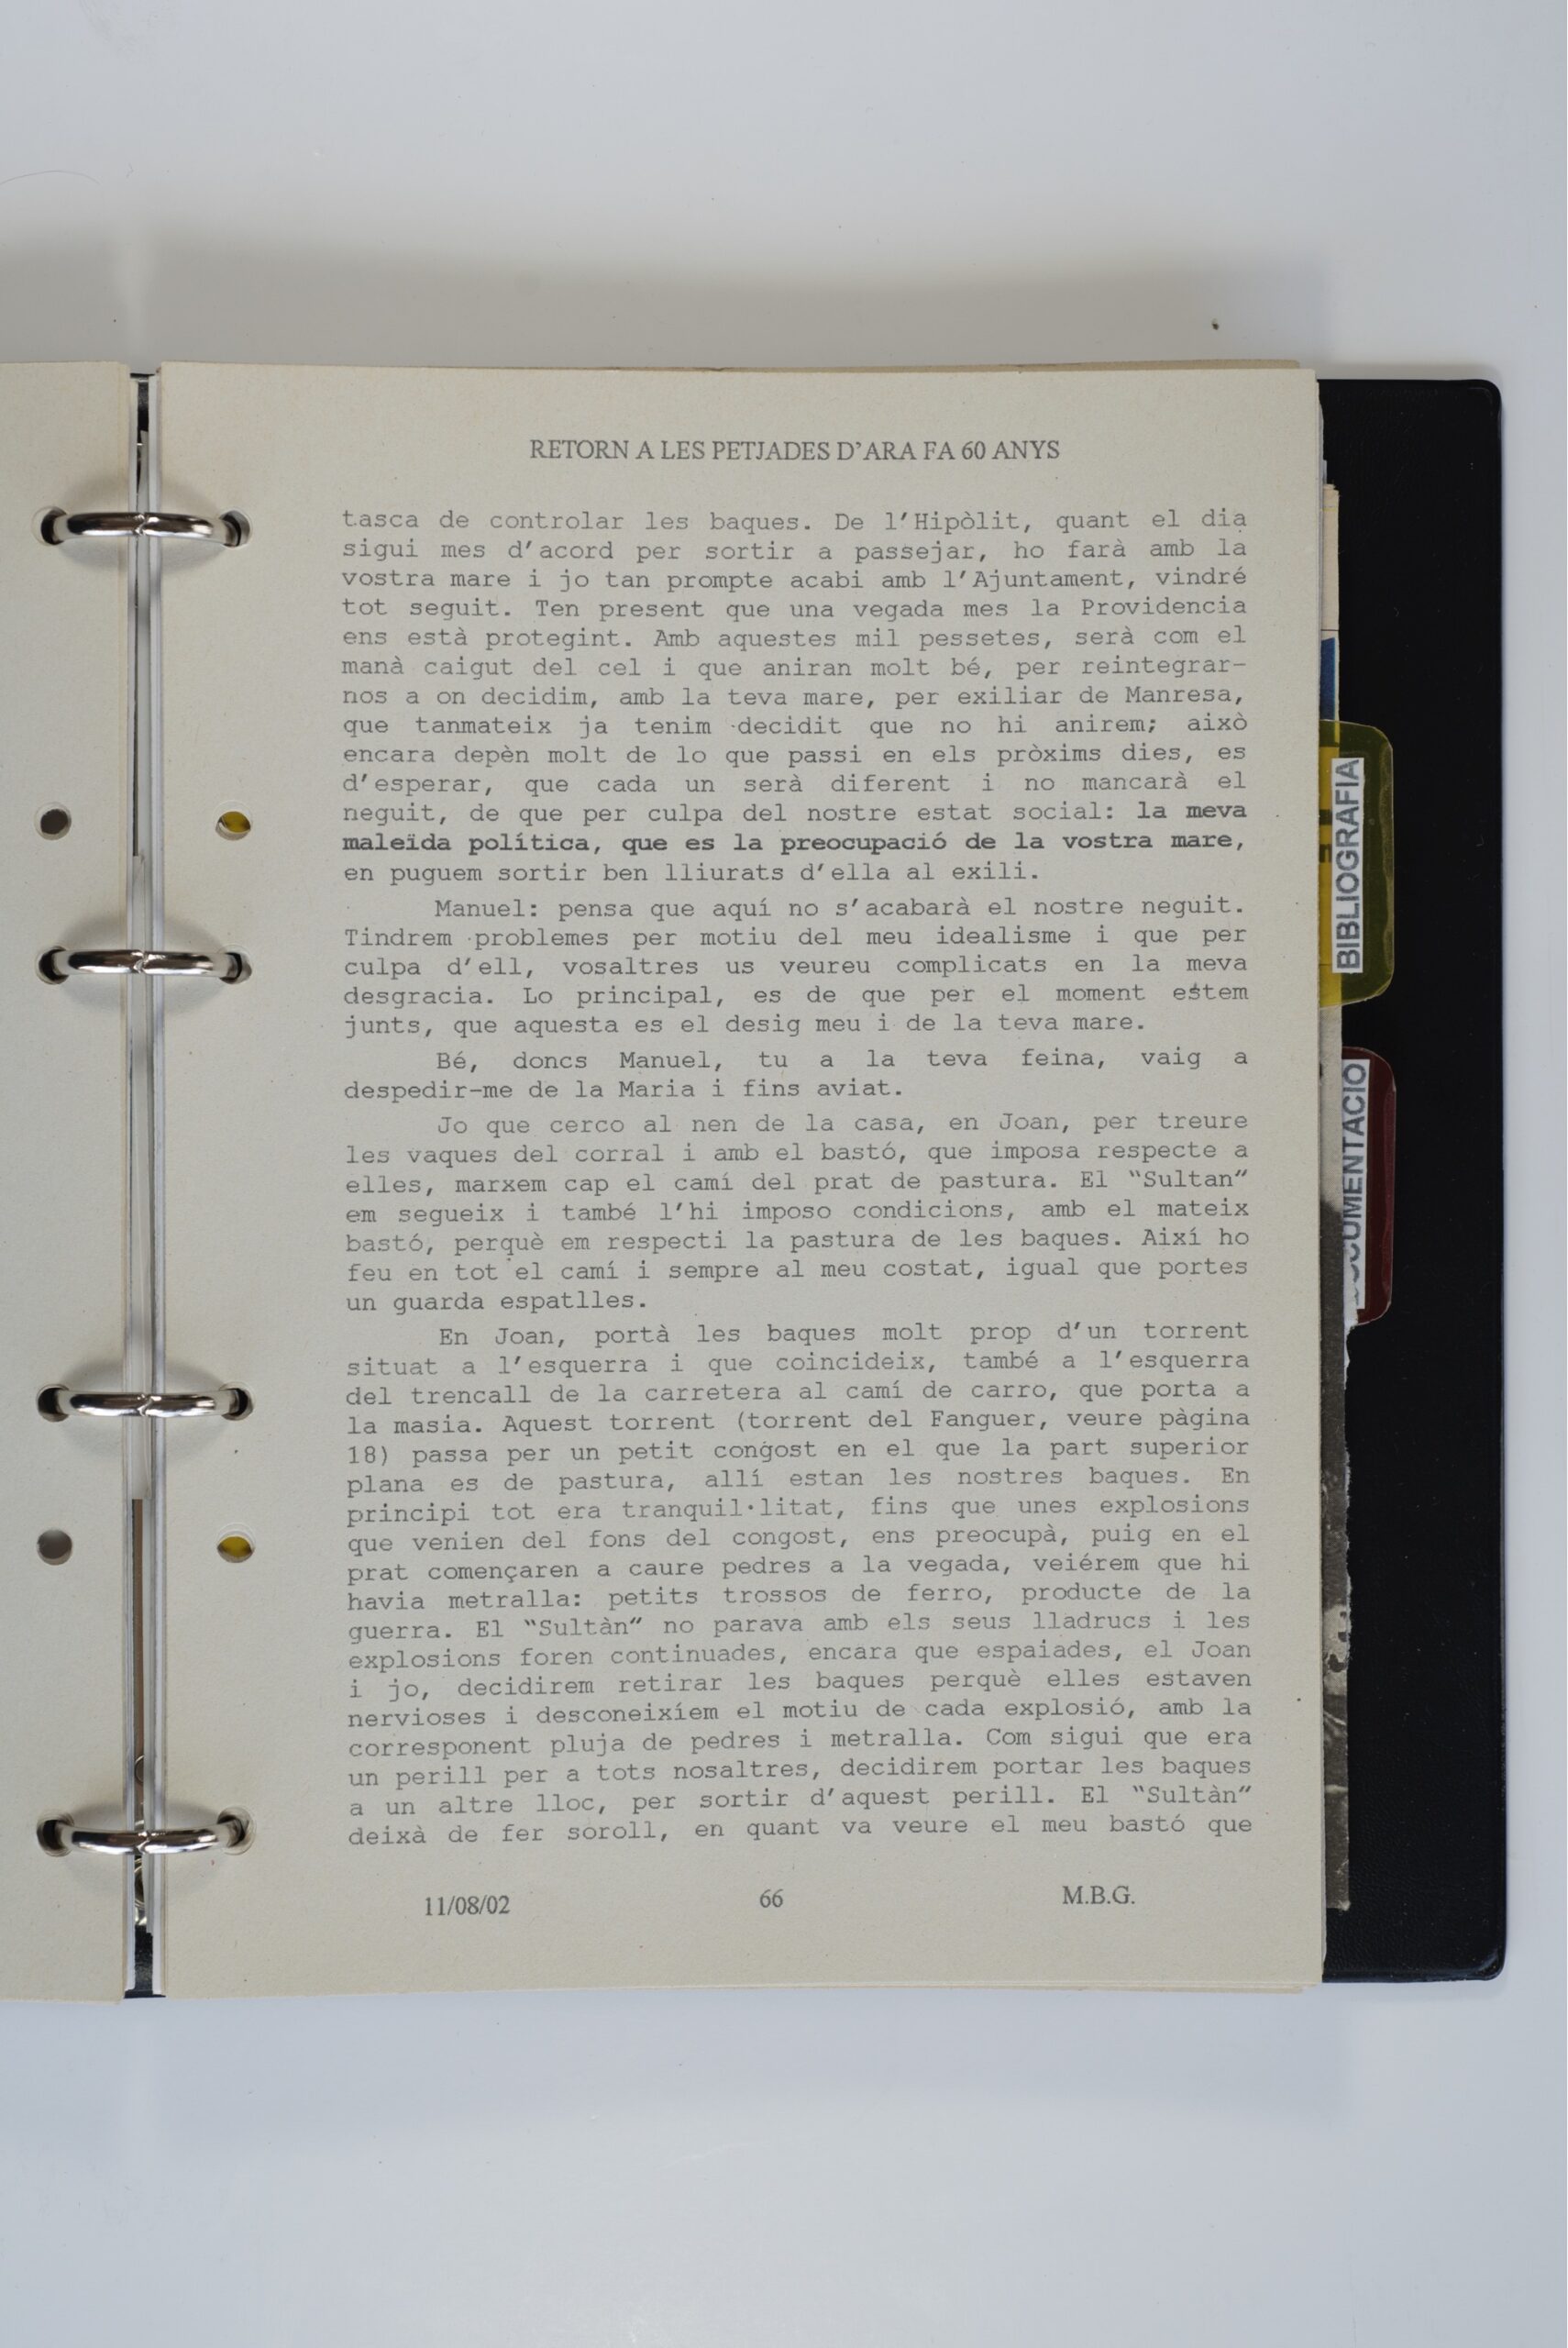 RETORN A LES PETJADES D'ARA FA 60 ANYS
tasca de controlar les baques. De l'Hipòlit, quant el dia
sigui mes d'acord per sortir a passejar, ho farà amb la
vostra mare i jo tan prompte acabi amb l'Ajuntament, vindré
tot seguit. Ten present que una vegada mes la Providencia
ens està protegint. Amb aquestes mil pessetes, serà com el
manà caigut del cel i que aniran molt bé, per reintegrar-
nos a on decidim, amb la teva mare, per exiliar de Manresa,
que tanmateix ja tenim decidit que no hi anirem; això
encara depèn molt de lo que passi en els pròxims dies, es
d'esperar, que cada un serà diferent i no mancarà el
neguit, de que per culpa del nostre estat social: la meva
maleïda política, que es la preocupació de la vostra mare,
en puguem sortir ben lliurats d'ella al exili.
Manuel: pensa que aquí no s'acabarà el nostre neguit.
Tindrem problemes per motiu del meu idealisme i que per
culpa d'ell, vosaltres us veureu complicats en la meva
desgracia. Lo principal, es de que per el moment estem
junts, que aquesta es el desig meu i de la teva mare.
Bé, doncs Manuel, tu a la teva feina, vaig a
despedir-me de la Maria i fins aviat.
Jo que cerco al nen de la casa, en Joan, per treure
les vaques del corral i amb el bastó, que imposa respecte a
elles, marxem cap el camí del prat de pastura. El "Sultan"
em segueix i també l'hi imposo condicions, amb el mateix
bastó, perquè em respecti la pastura de les baques. Així ho
feu en tot el camí i sempre al meu costat, igual que portes
un guarda espatlles.
En Joan, portà les baques molt prop d'un torrent
situat a l'esquerra i que coincideix, també a l'esquerra
del trencall de la carretera al camí de carro, que porta a
la masia. Aquest torrent (torrent del Fanguer, veure pàgina
18) passa per un petit congost en el que la part superior
plana es de pastura, allí estan les nostres baques. En
principi tot era tranquil·litat, fins que unes explosions
que venien del fons del congost, ens preocupà, puig en el
prat començaren a caure pedres a la vegada, veiérem que hi
havia metralla: petits trossos de ferro, producte de la
guerra. El "Sultàn" no parava amb els seus lladrucs i les
explosions foren continuades, encara que espaiades, el Joan
i jo, decidirem retirar les baques perquè elles estaven
nervioses i desconeixíem el motiu de cada explosió, amb la
corresponent pluja de pedres i metralla. Com sigui que era
un perill per a tots nosaltres, decidirem portar les baques
a un altre lloc, per sortir d'aquest perill. El "Sultàn"
deixà de fer soroll, en quant va veure el meu bastó que
11/08/02 66 M.B.G.
BIBLIOGRAFIA